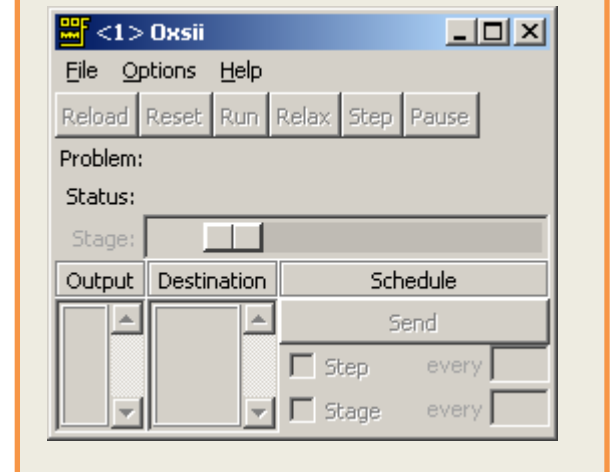 <1> Oxsii
File Options Help
Reload Reset Run Relax Step Pause
Problem:
Status:
Stage:
Output Destination Schedule
Send
Step every
Stage every